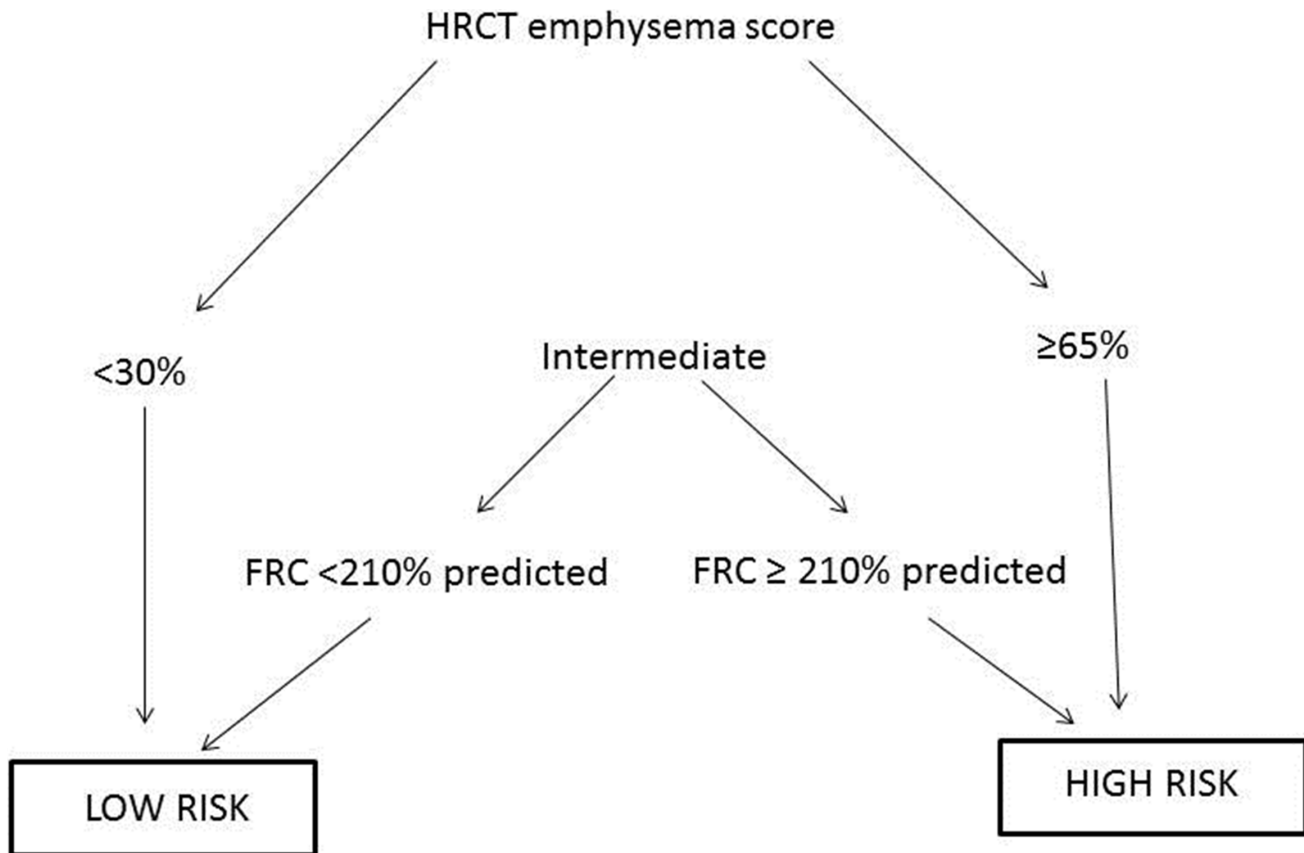 HRCT emphysema score
<30%
Intermediate
≥65%
FRC <210% predicted
FRC ≥ 210% predicted
LOW RISK
HIGH RISK